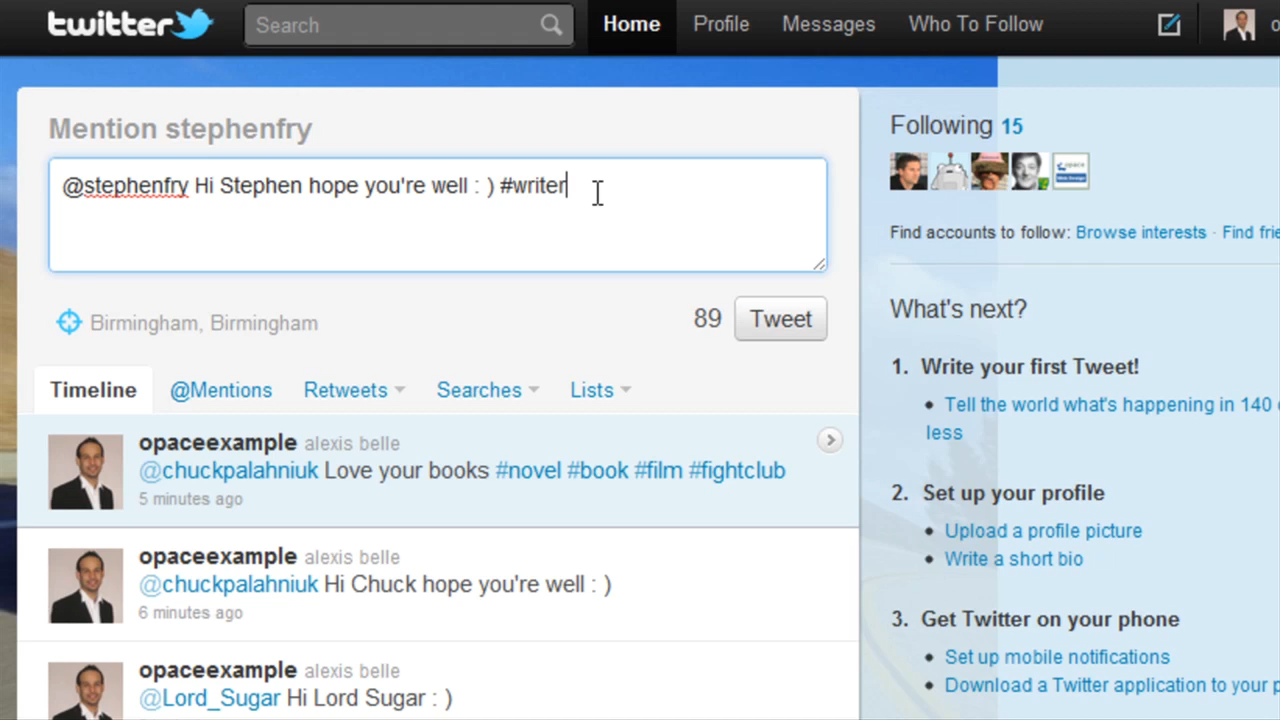 twitter
Search
Home Profile Messages Who To Follow
Mention stephenfry
@stephenfry Hi Stephen hope you're well : ) #writer
Birmingham, Birmingham
89 Tweet
Timeline @Mentions Retweets Searches Lists
opaceexample alexis belle
@chuckpalahniuk Love your books #novel #book #film #fightclub
5 minutes ago
opaceexample alexis belle
@chuckpalahniuk Hi Chuck hope you're well : )
6 minutes ago
opaceexample alexis belle
@Lord_Sugar Hi Lord Sugar : )
Following 15
Find accounts to follow: Browse interests · Find
What's next?
1. Write your first Tweet!
• Tell the world what's happening in 140
less
2. Set up your profile
• Upload a profile picture
• Write a short bio
3. Get Twitter on your phone
• Set up mobile notifications
• Download a Twitter application to your